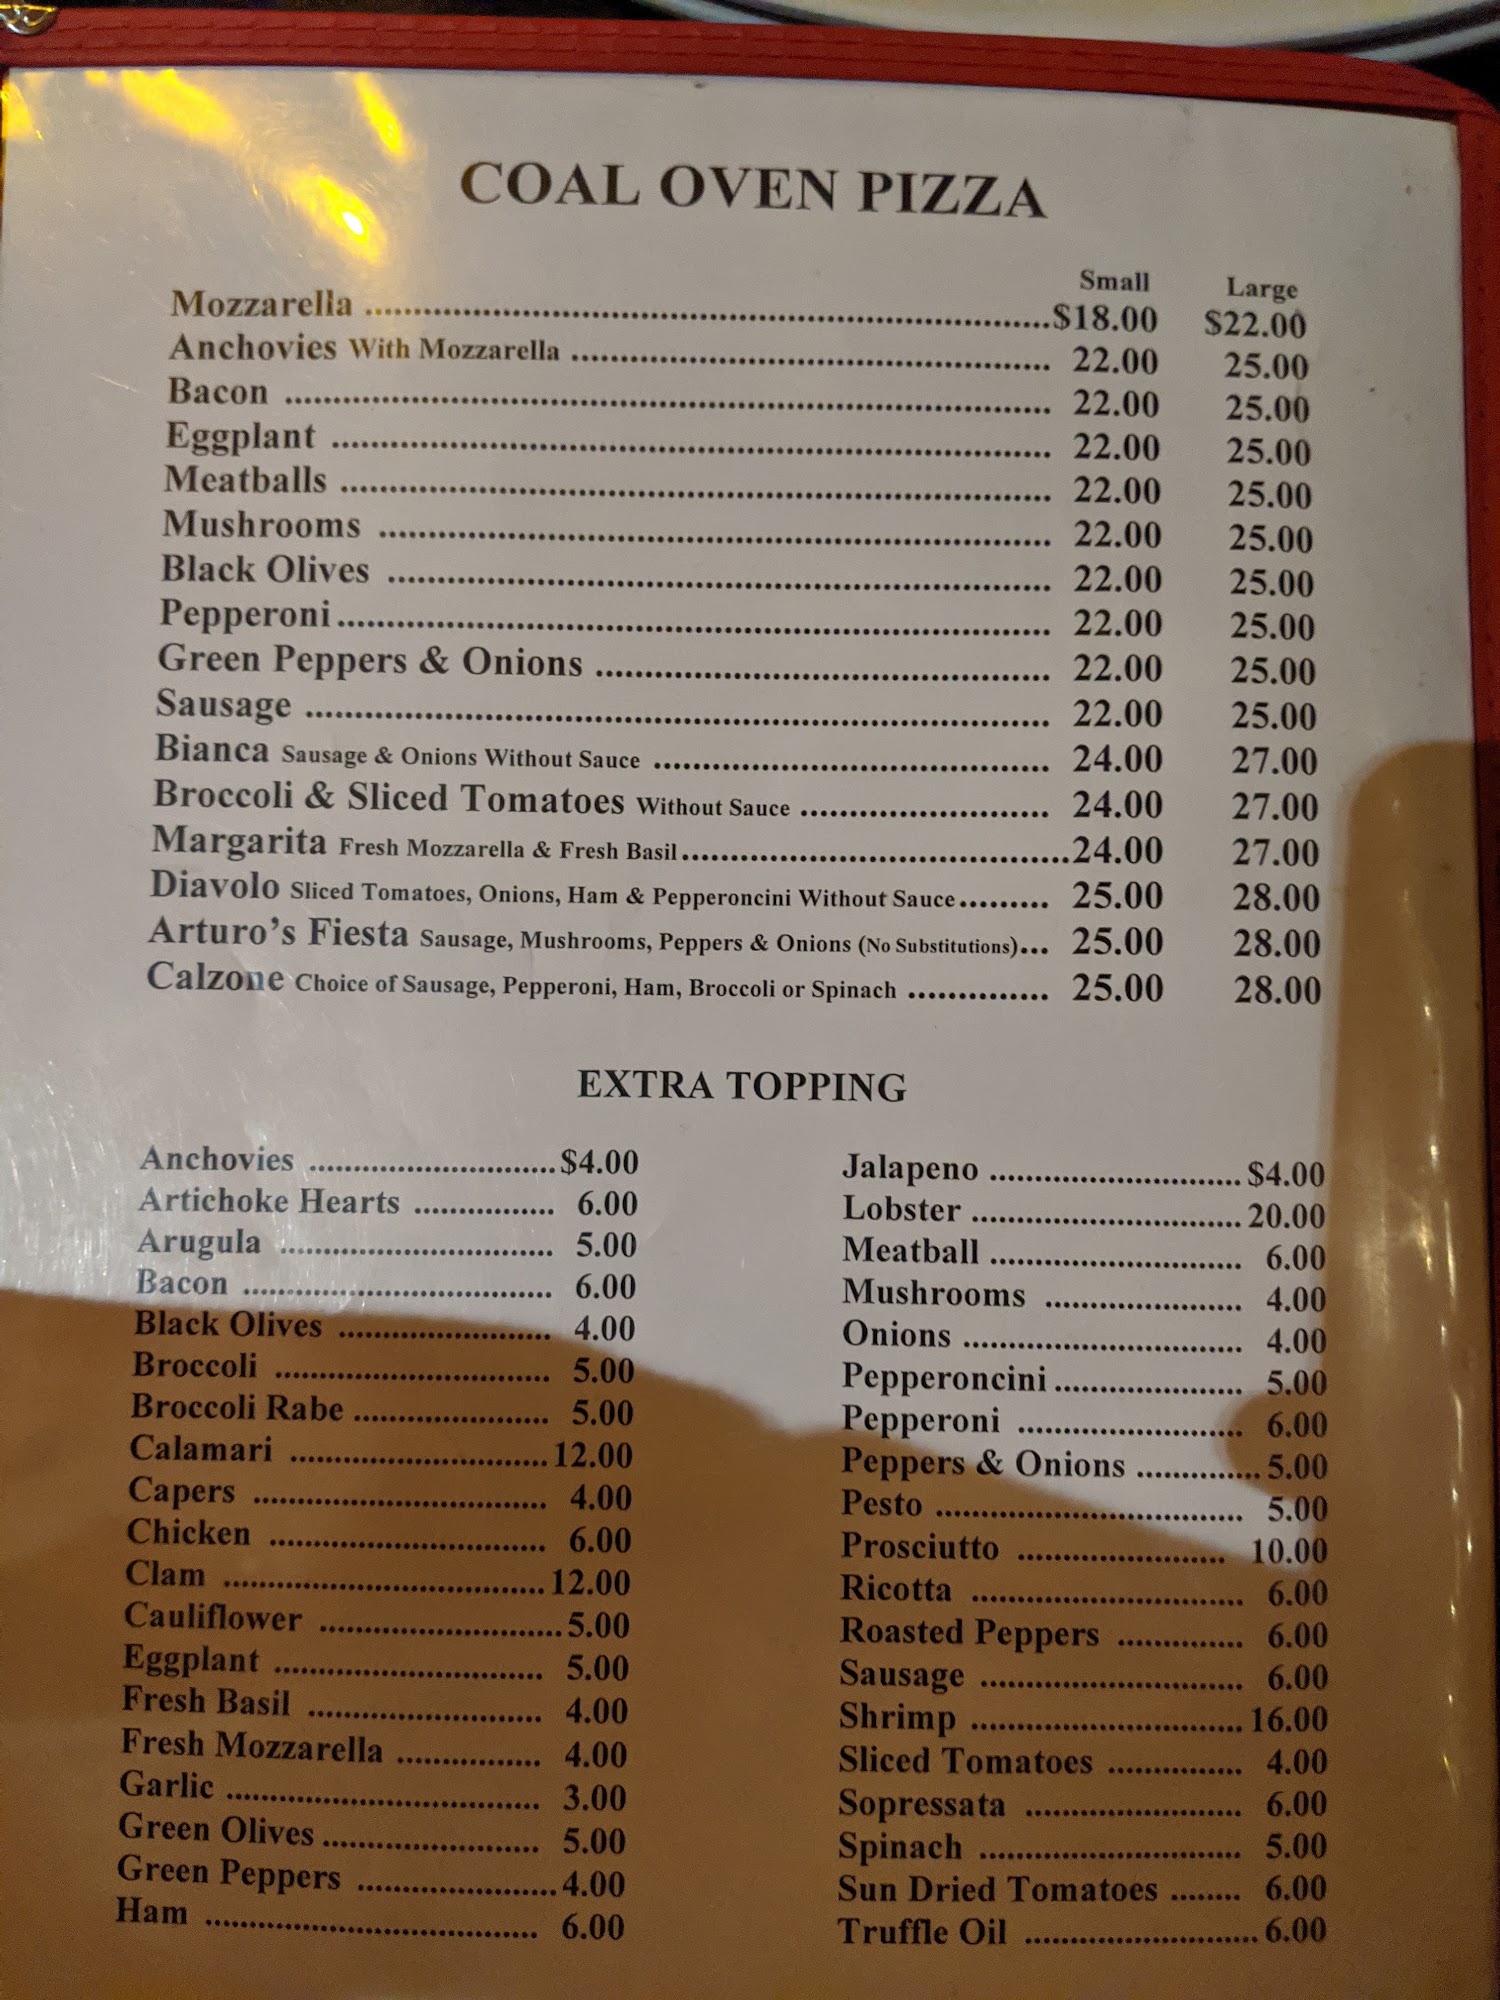 COAL OVEN PIZZA
Small Large
Mozzarella ........ $18.00 $22.00
Anchovies With Mozzarella ........ 22.00 25.00
Bacon ........ 22.00 25.00
Eggplant ........ 22.00 25.00
Meatballs ........ 22.00 25.00
Mushrooms ........ 22.00 25.00
Black Olives ........ 22.00 25.00
Pepperoni ........ 22.00 25.00
Green Peppers & Onions ........ 22.00 25.00
Sausage ........ 22.00 25.00
Bianca Sausage & Onions Without Sauce ........ 24.00 27.00
Broccoli & Sliced Tomatoes Without Sauce ........ 24.00 27.00
Margarita Fresh Mozzarella & Fresh Basil ........ 24.00 27.00
Diavolo Sliced Tomatoes, Onions, Ham & Pepperoncini Without Sauce ........ 25.00 28.00
Arturo's Fiesta Sausage, Mushrooms, Peppers & Onions (No Substitutions)... 25.00 28.00
Calzone Choice of Sausage, Pepperoni, Ham, Broccoli or Spinach ........ 25.00 28.00
EXTRA TOPPING
Anchovies ........ $4.00
Artichoke Hearts ........ 6.00
Arugula ........ 5.00
Bacon ........ 6.00
Black Olives ........ 4.00
Broccoli ........ 5.00
Broccoli Rabe ........ 5.00
Calamari ........ 12.00
Capers ........ 4.00
Chicken ........ 6.00
Clam ........ 12.00
Cauliflower ........ 5.00
Eggplant ........ 5.00
Fresh Basil ........ 4.00
Fresh Mozzarella ........ 4.00
Garlic ........ 3.00
Green Olives ........ 5.00
Green Peppers ........ 4.00
Ham ........ 6.00
Jalapeno ........ $4.00
Lobster ........ 20.00
Meatball ........ 6.00
Mushrooms ........ 4.00
Onions ........ 4.00
Pepperoncini ........ 5.00
Pepperoni ........ 6.00
Peppers & Onions ........ 5.00
Pesto ........ 5.00
Prosciutto ........ 10.00
Ricotta ........ 6.00
Roasted Peppers ........ 6.00
Sausage ........ 6.00
Shrimp ........ 16.00
Sliced Tomatoes ........ 4.00
Sopressata ........ 6.00
Spinach ........ 5.00
Sun Dried Tomatoes ........ 6.00
Truffle Oil ........ 6.00